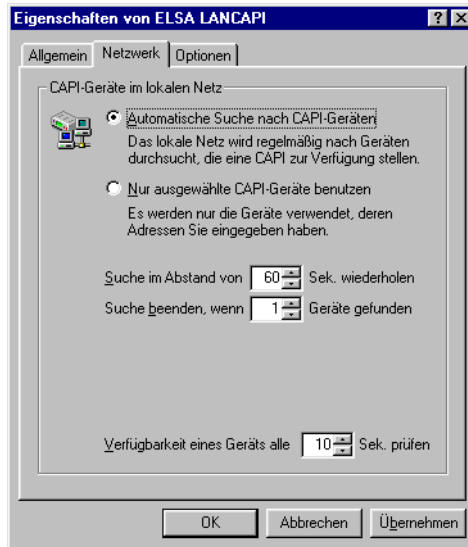 Eigenschaften von ELSA LANCAPI
Allgemein Netzwerk Optionen
CAPI-Geräte im lokalen Netz
Automatische Suche nach CAPI-Geräten
Das lokale Netz wird regelmäßig nach Geräten
durchsucht, die eine CAPI zur Verfügung stellen.
Nur ausgewählte CAPI-Geräte benutzen
Es werden nur die Geräte verwendet, deren
Adressen Sie eingegeben haben.
Suche im Abstand von 60 Sek. wiederholen
Suche beenden, wenn 1 Geräte gefunden
Verfügbarkeit eines Geräts alle 10 Sek. prüfen
OK Abbrechen Übernehmen